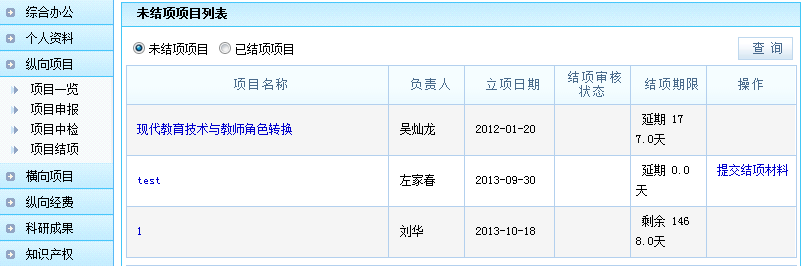 综合办公
个人资料
纵向项目
项目一览
项目申报
项目中检
项目结项
横向项目
纵向经费
科研成果
知识产权
未结项项目列表
未结项项目 已结项项目 查 询
项目名称 负责人 立项日期 结项审核 结项期限 操作
状态
现代教育技术与教师角色转换 吴灿龙 2012-01-20 延期 17
7.0天
test 左家春 2013-09-30 延期 0.0 提交结项材料
天
1 刘华 2013-10-18 剩余 146
8.0天